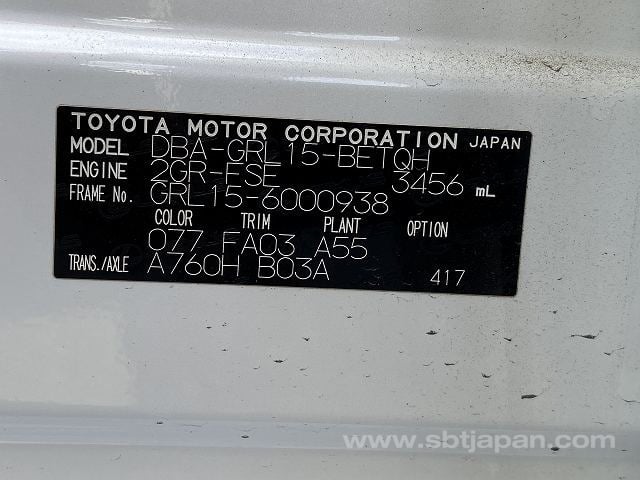 TOYOTA MOTOR CORPORATION JAPAN
MODEL DBA-GRL15-BETQH
ENGINE 2GR-FSE 3456 mL
FRAME No. GRL15-6000938
COLOR TRIM PLANT OPTION
077 FA03 A55
TRANS./AXLE A760H B03A 417
www.sbtjapan.com